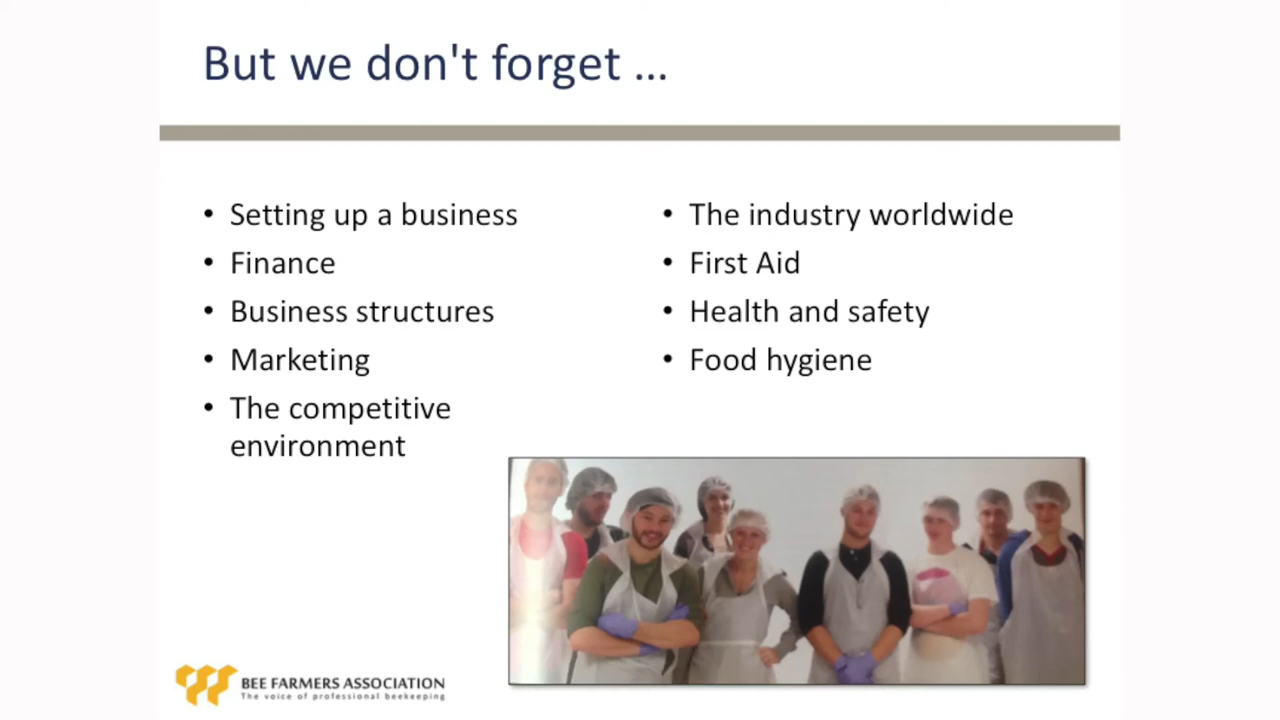 But we don't forget ...
• Setting up a business
• Finance
• Business structures
• Marketing
• The competitive
environment
• The industry worldwide
• First Aid
• Health and safety
• Food hygiene
BEE FARMERS ASSOCIATION
The voice of professional beekeeping